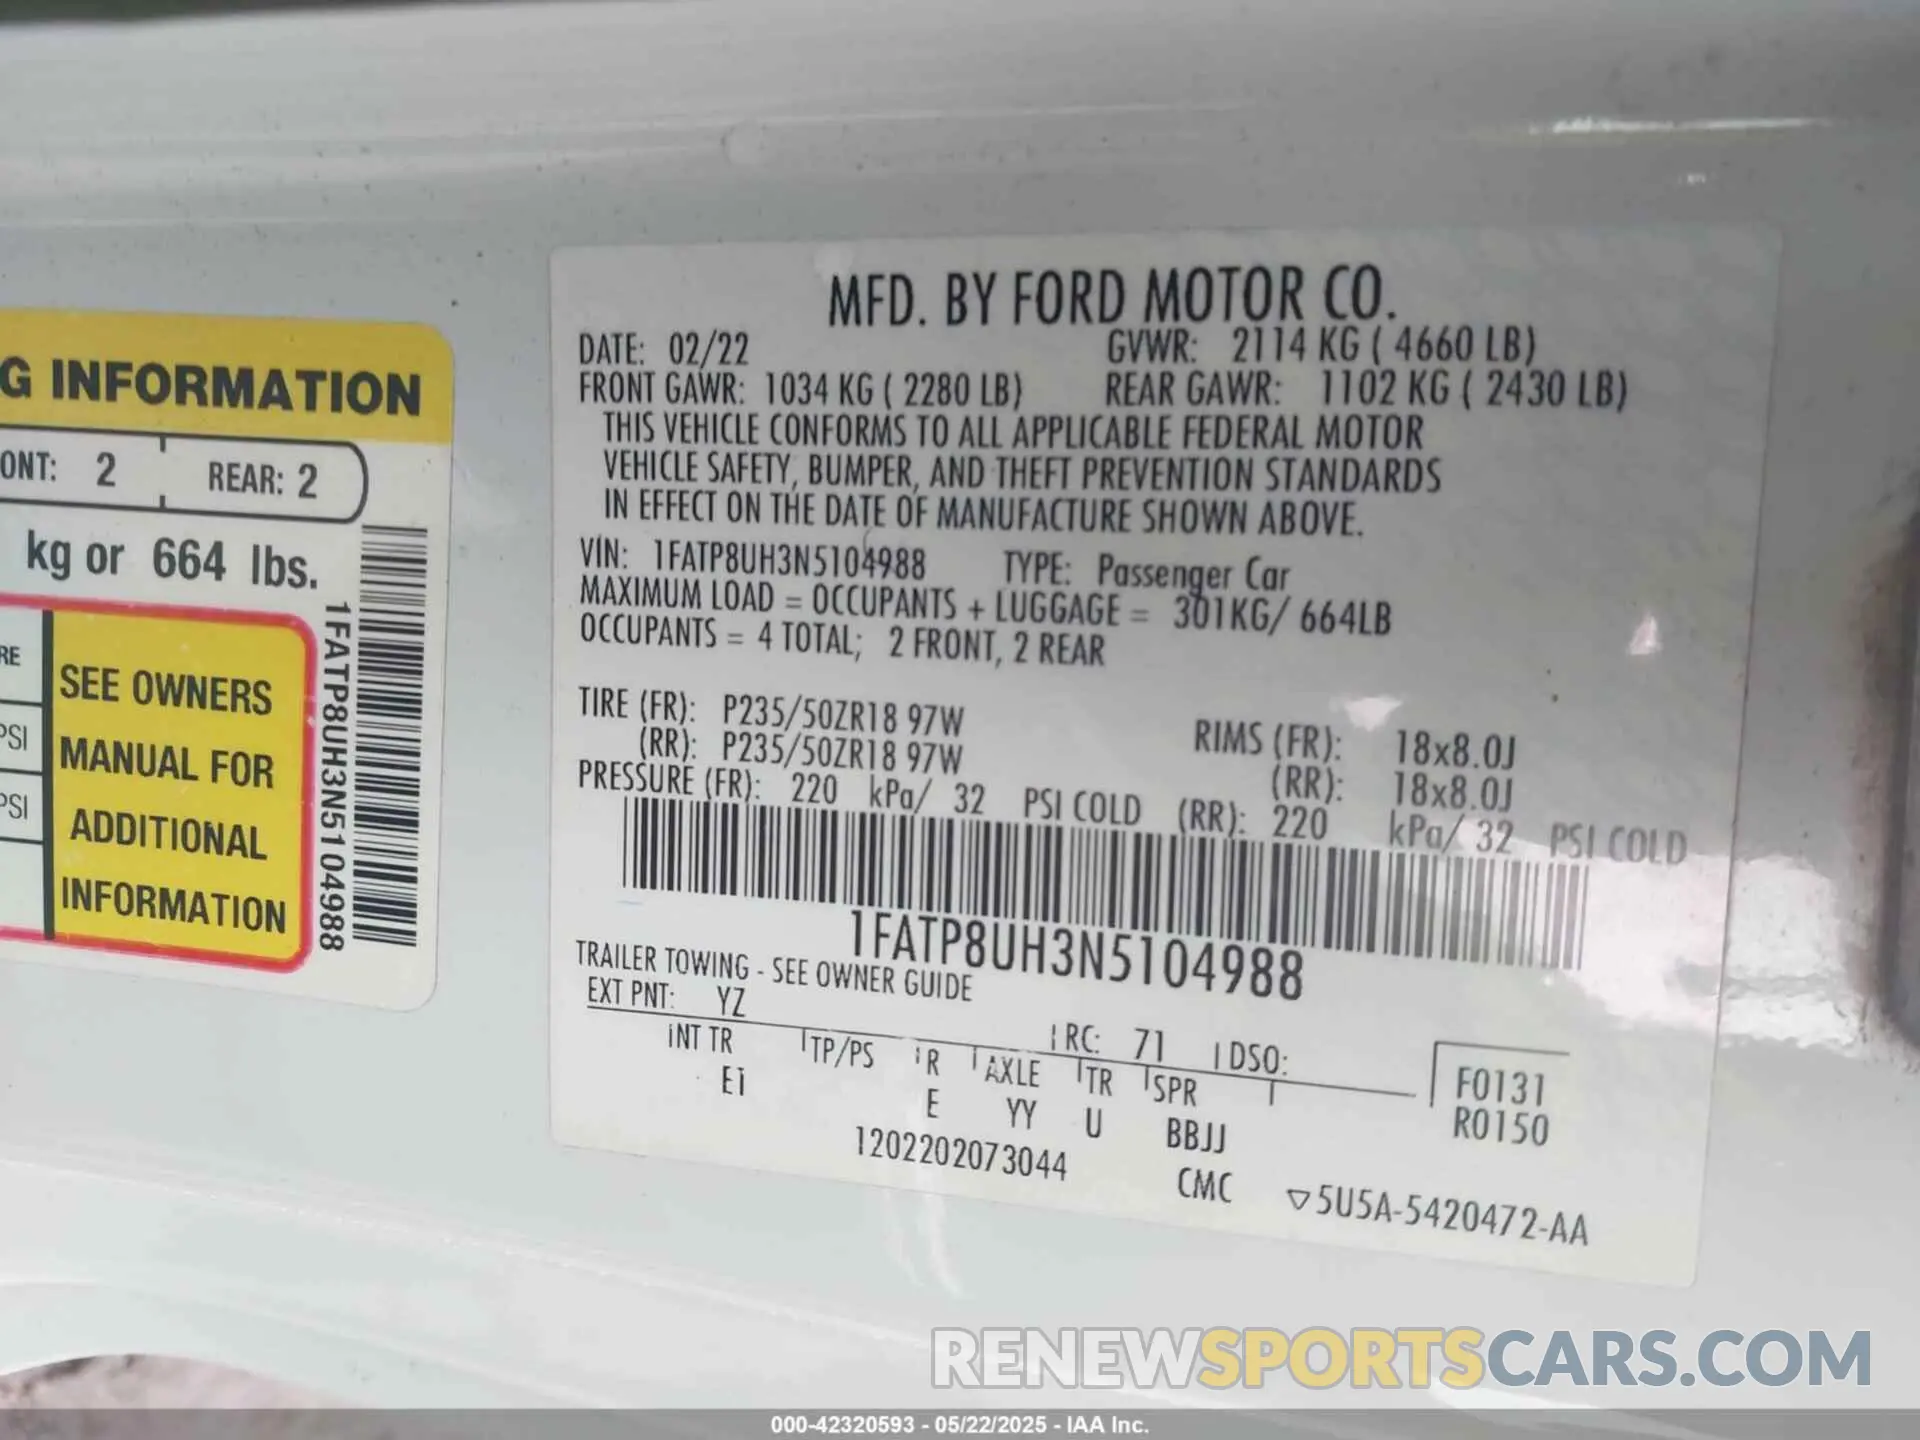 G INFORMATION
ONT: 2 REAR: 2
kg or 664 lbs.
RE
PSI
PSI
SEE OWNERS
MANUAL FOR
ADDITIONAL
INFORMATION
1FATP8UH3N5104988
MFD. BY FORD MOTOR CO.
DATE: 02/22 GVWR: 2114 KG ( 4660 LB)
FRONT GAWR: 1034 KG ( 2280 LB) REAR GAWR: 1102 KG ( 2430 LB)
THIS VEHICLE CONFORMS TO ALL APPLICABLE FEDERAL MOTOR
VEHICLE SAFETY, BUMPER, AND THEFT PREVENTION STANDARDS
IN EFFECT ON THE DATE OF MANUFACTURE SHOWN ABOVE.
VIN: 1FATP8UH3N5104988 TYPE: Passenger Car
MAXIMUM LOAD = OCCUPANTS + LUGGAGE = 301KG/ 664LB
OCCUPANTS = 4 TOTAL; 2 FRONT, 2 REAR
TIRE (FR): P235/50ZR18 97W RIMS (FR): 18x8.0J
(RR): P235/50ZR18 97W (RR): 18x8.0J
PRESSURE (FR): 220 kPa/ 32 PSI COLD (RR): 220 kPa/ 32 PSI COLD
1FATP8UH3N5104988
TRAILER TOWING - SEE OWNER GUIDE
EXT PNT: YZ RC: 71 DSO:
INT TR TP/PS R AXLE TR SPR
E1 E YY U BBJJ
F0131
R0150
1202202073044 CMC ▽5U5A-5420472-AA
RENEWSPORTSCARS.COM
000-42320593 - 05/22/2025 - IAA Inc.